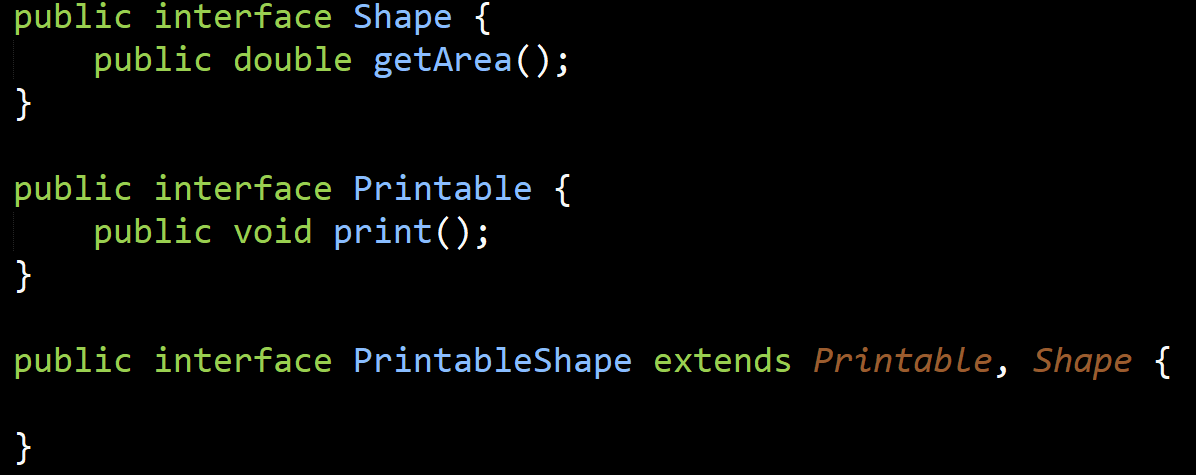 public interface Shape {
    public double getArea();
}
public interface Printable {
    public void print();
}
public interface PrintableShape extends Printable, Shape {
}